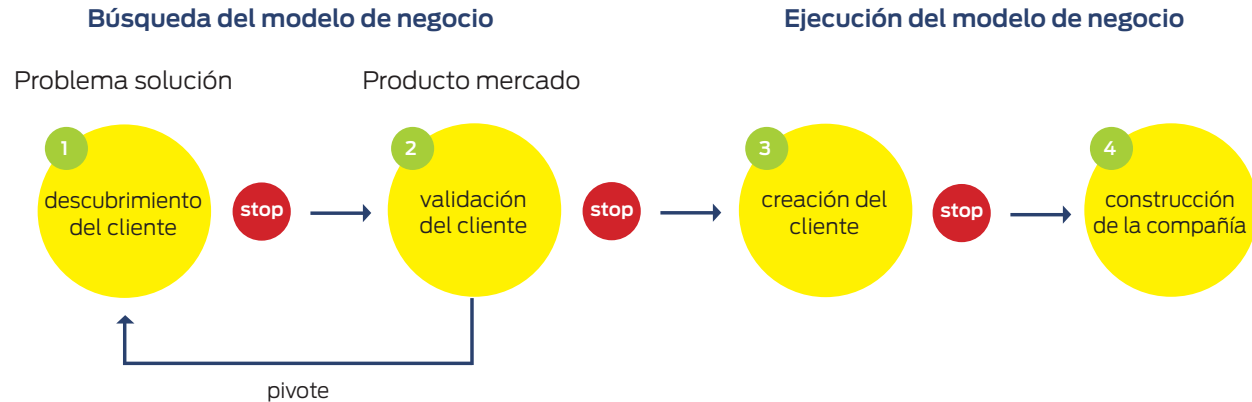 Búsqueda del modelo de negocio
Ejecución del modelo de negocio
Problema solución
Producto mercado
1
descubrimiento
del cliente
stop
2
validación
del cliente
stop
3
creación del
cliente
stop
4
construcción
de la compañía
pivote